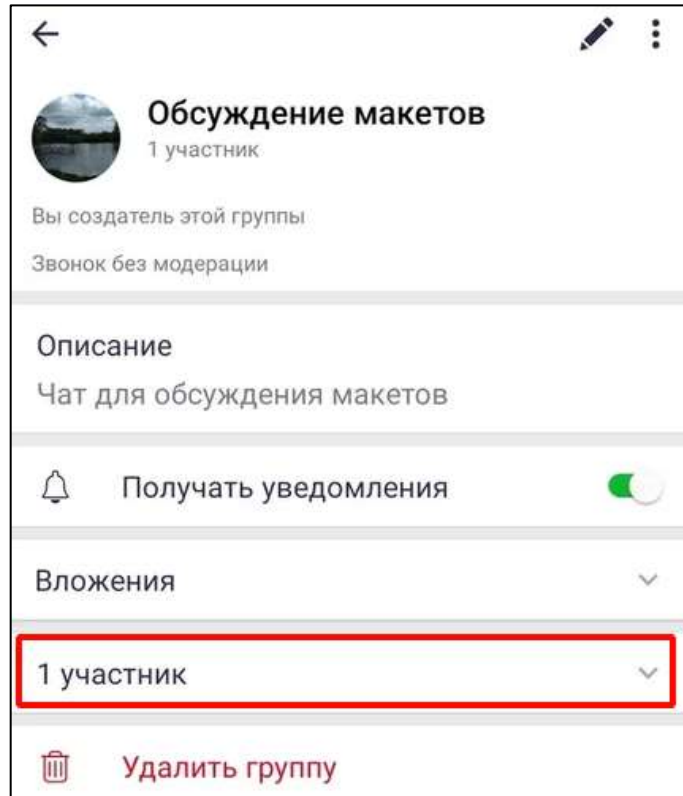 Обсуждение макетов
1 участник
Вы создатель этой группы
Звонок без модерации
Описание
Чат для обсуждения макетов
Получать уведомления
Вложения
1 участник
Удалить группу